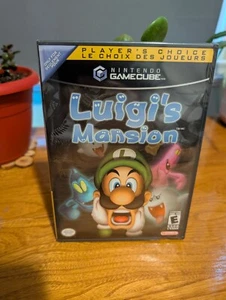 PLAYER'S CHOICE
LE CHOIX DES JOUEURS
NINTENDO
GAMECUBE
Luigi's
Mansion
E